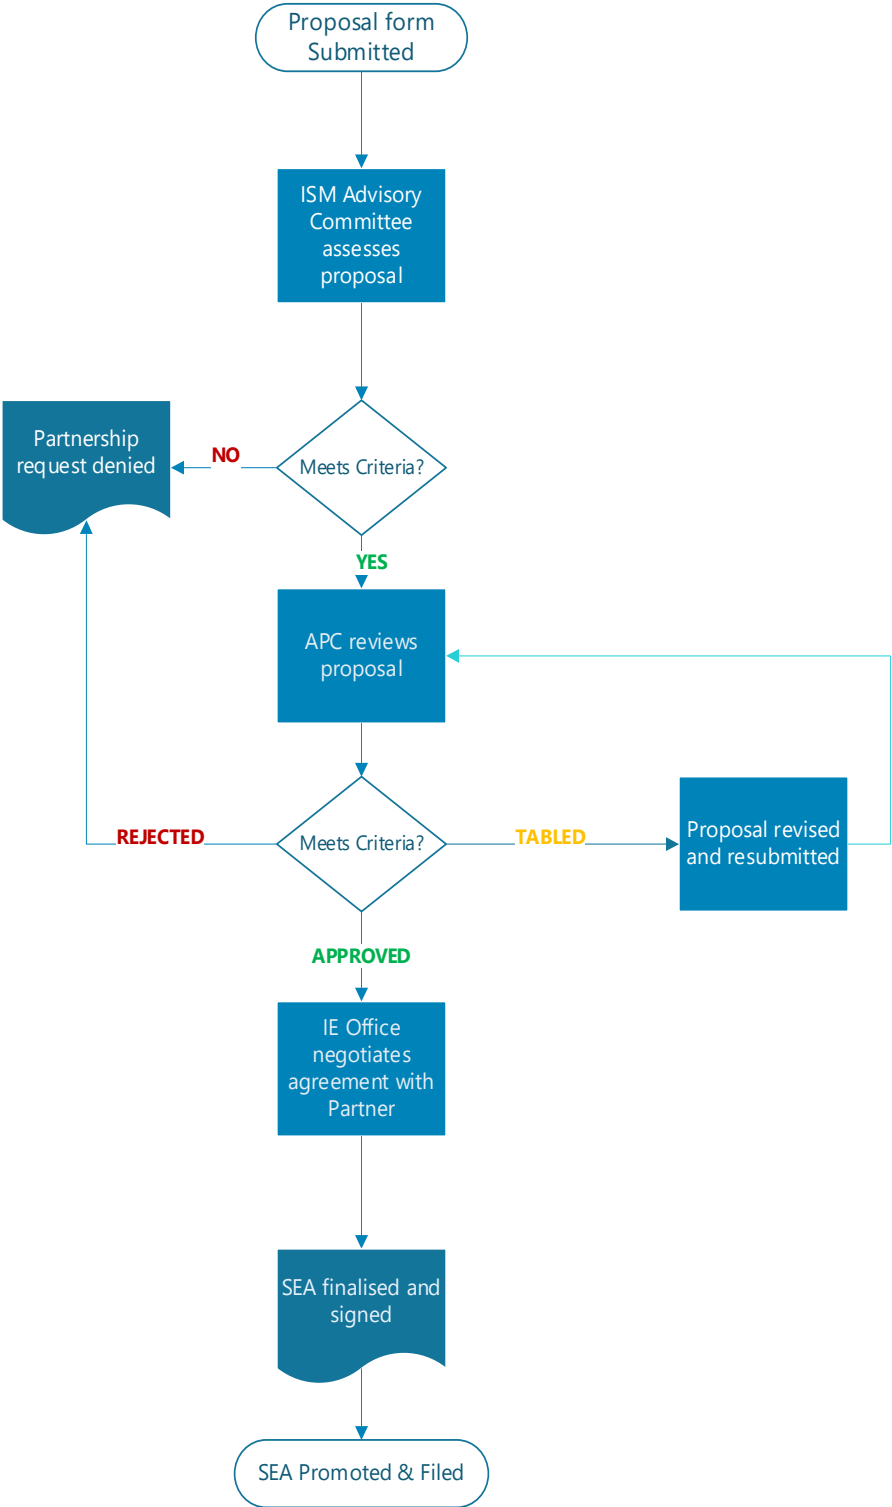 Proposal form
Submitted
ISM Advisory
Committee
assesses
proposal
Partnership
request denied
NO
Meets Criteria?
YES
APC reviews
proposal
REJECTED
Meets Criteria?
TABLED
Proposal revised
and resubmitted
APPROVED
IE Office
negotiates
agreement with
Partner
SEA finalised and
signed
SEA Promoted & Filed